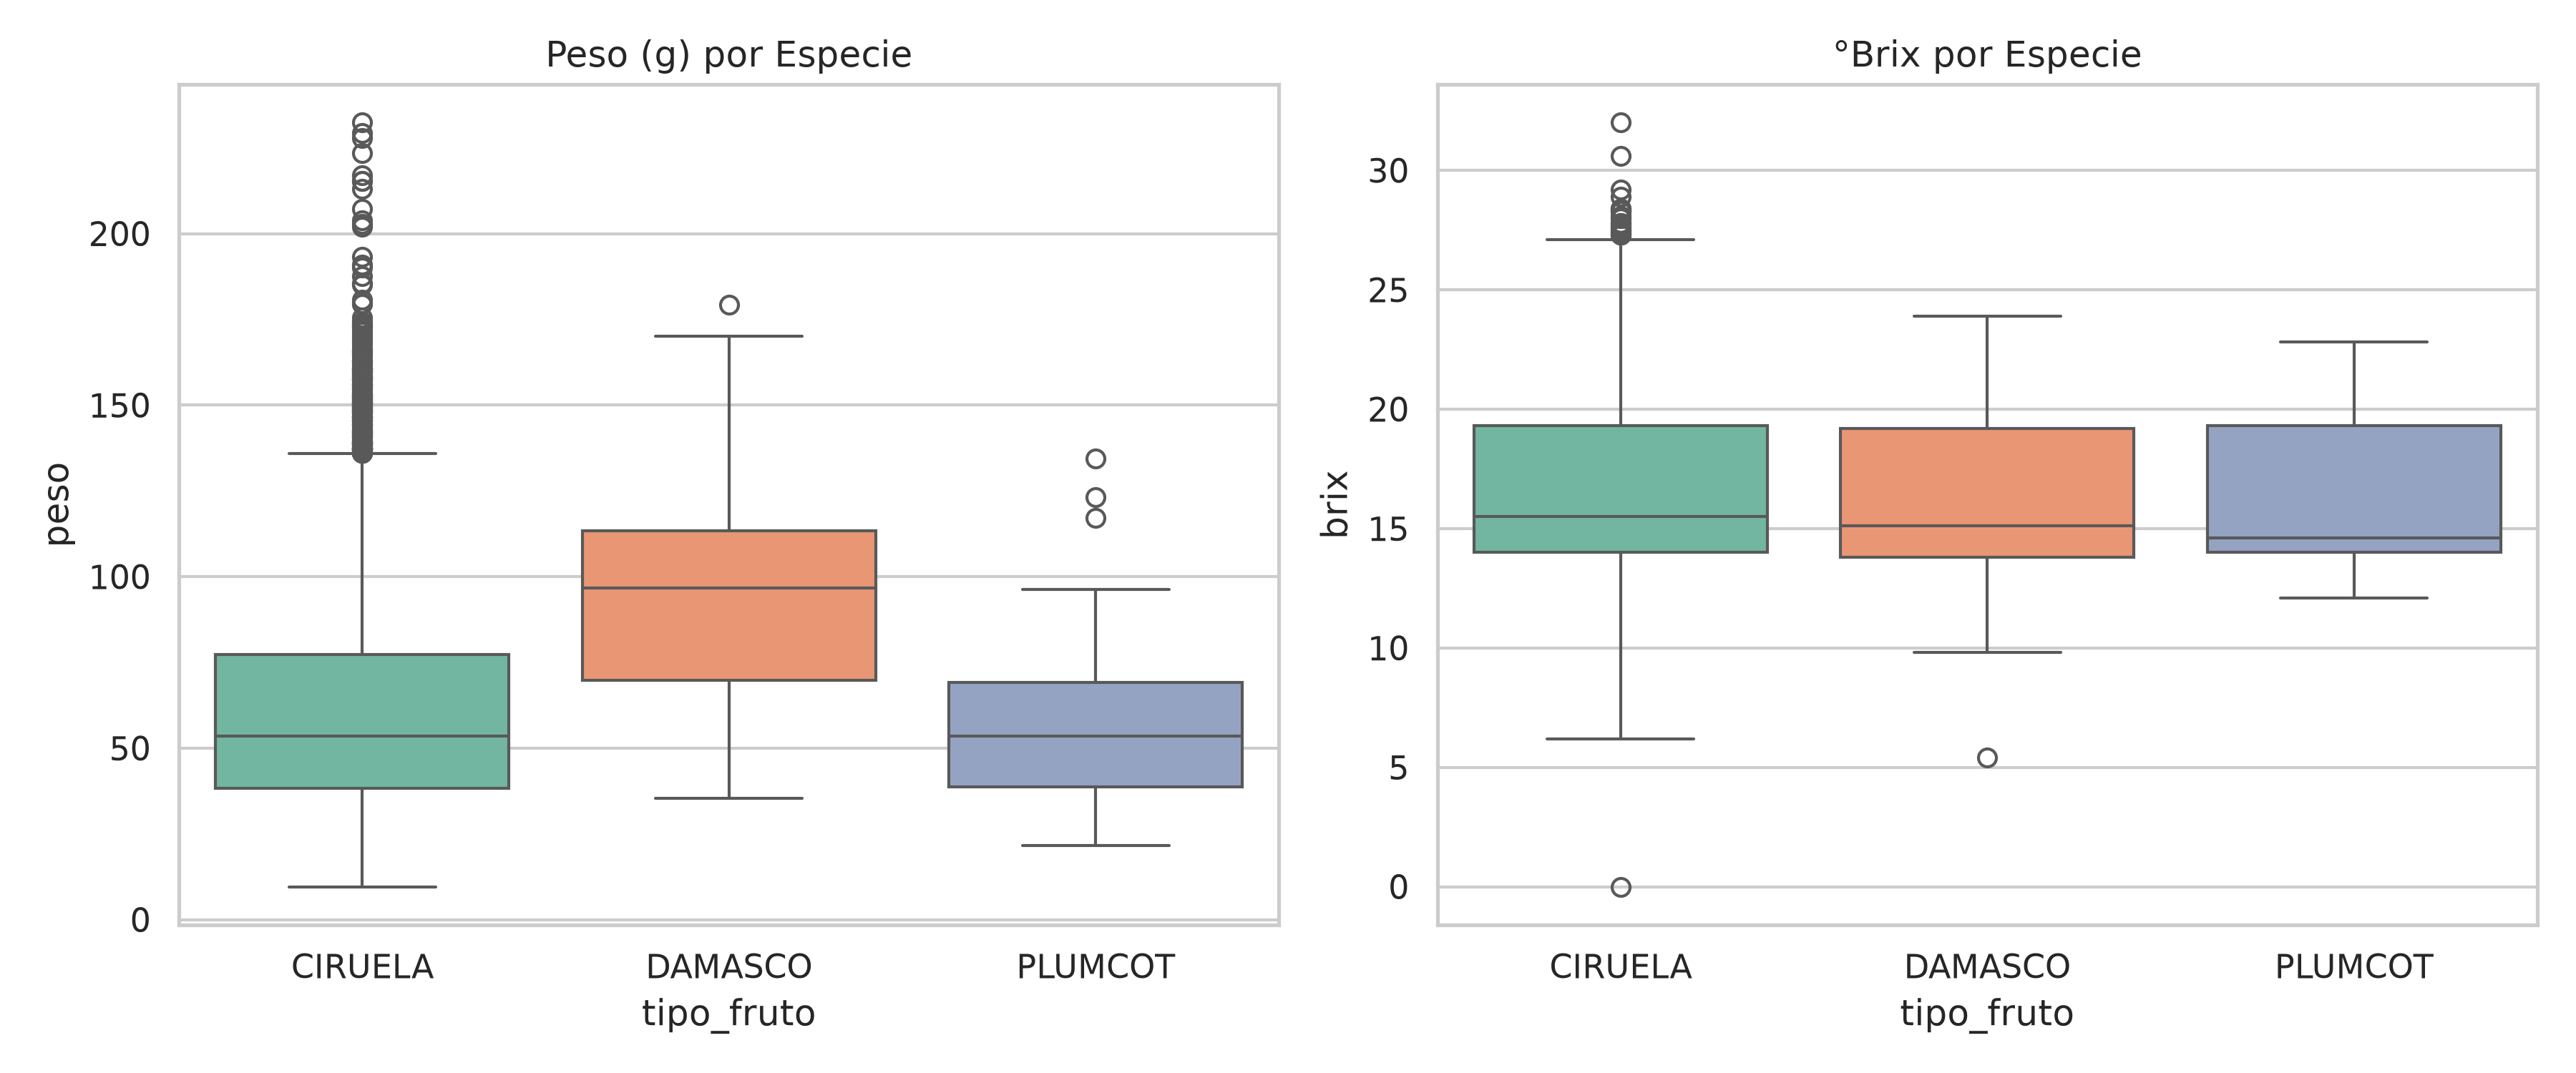 Peso (g) por Especie
peso
200
150
100
50
0
CIRUELA DAMASCO PLUMCOT
tipo_fruto
°Brix por Especie
brix
30
25
20
15
10
5
0
CIRUELA DAMASCO PLUMCOT
tipo_fruto